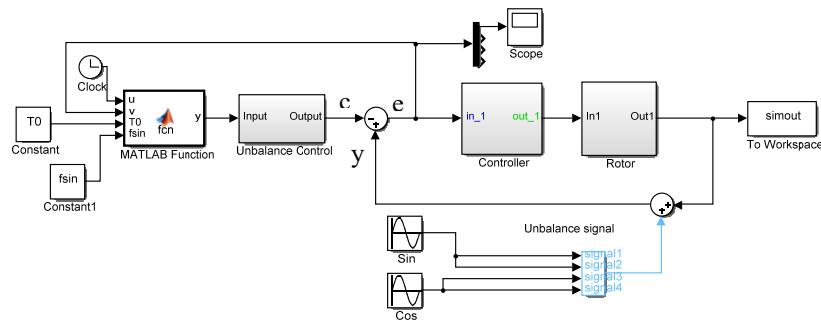 Scope
Clock
c
e
u
v
T0
fsin
y
fcn
MATLAB Function
Input
Output
Unbalance Control
in_1
out_1
Controller
In1
Out1
Rotor
simout
To Workspace
T0
Constant
fsin
Constant1
y
Unbalance signal
Sin
signal1
signal2
signal3
signal4
Cos